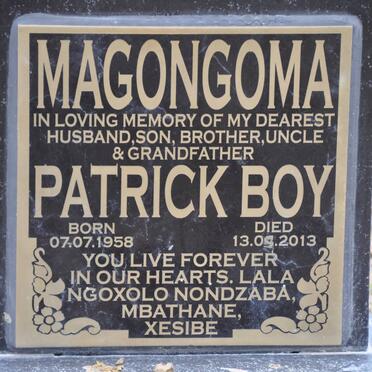 MAGONGOMA
IN LOVING MEMORY OF MY DEAREST
HUSBAND,SON, BROTHER,UNCLE
& GRANDFATHER
PATRICK BOY
BORN DIED
07.07.1958
YOU LIVE FOREVER
IN OUR HEARTS. LALA
NGOXOLO NONDZABA,
MBATHANE,
XESIBE